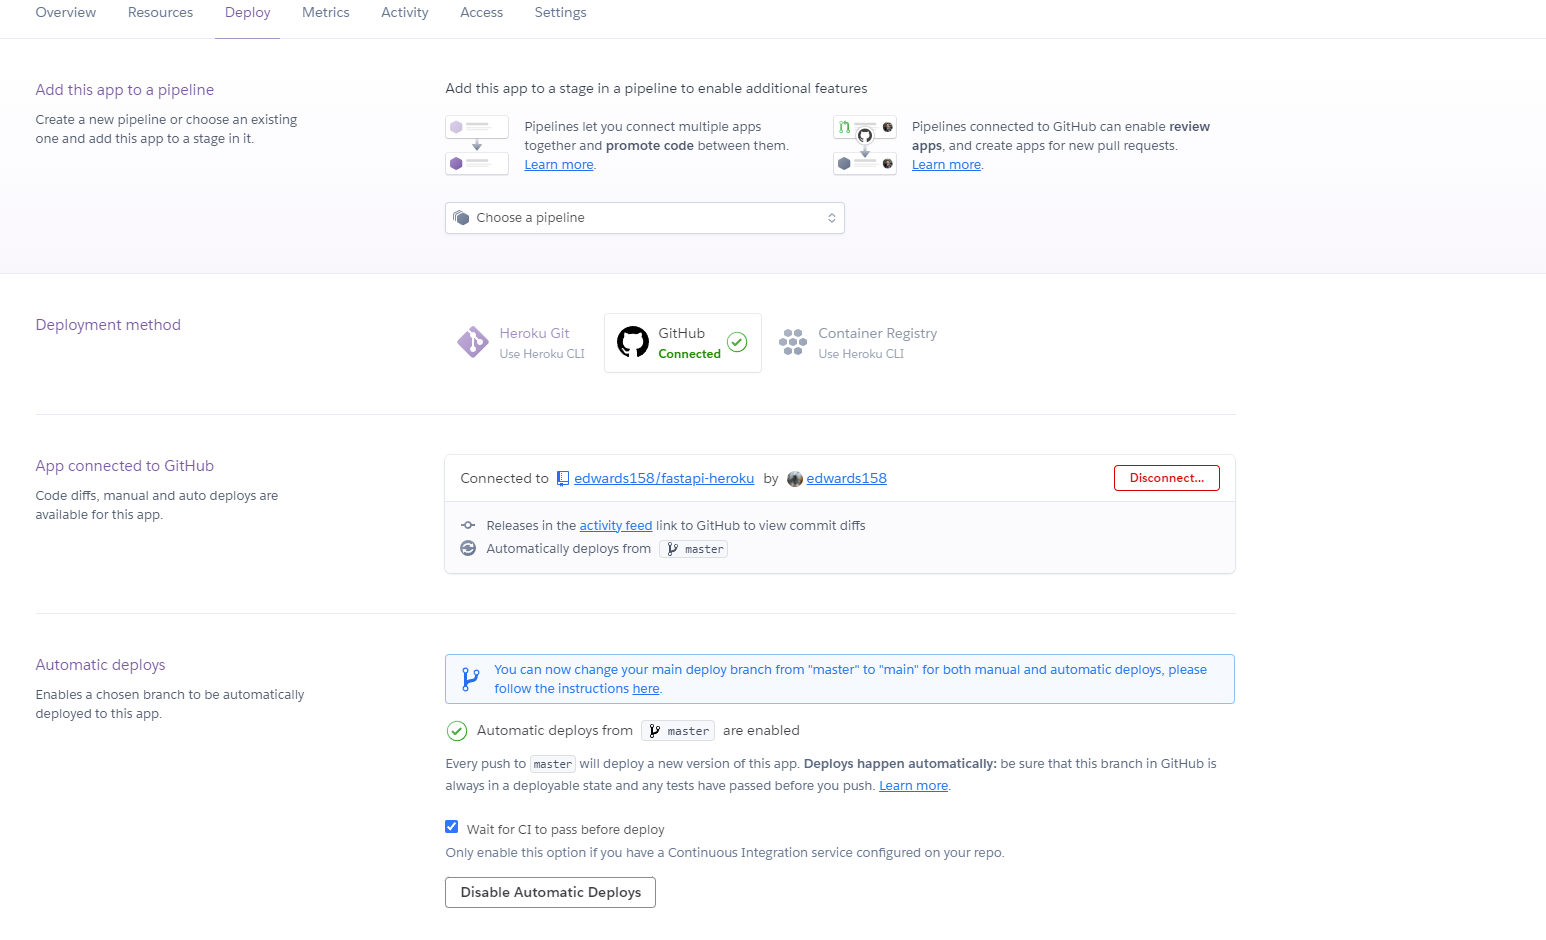 Overview Resources Deploy Metrics Activity Access Settings
Add this app to a pipeline
Create a new pipeline or choose an existing
one and add this app to a stage in it.
Add this app to a stage in a pipeline to enable additional features
Pipelines let you connect multiple apps
together and promote code between them.
Learn more.
Pipelines connected to GitHub can enable review
apps, and create apps for new pull requests.
Learn more.
Choose a pipeline
Deployment method
Heroku Git
Use Heroku CLI
GitHub
Connected
Container Registry
Use Heroku CLI
App connected to GitHub
Code diffs, manual and auto deploys are
available for this app.
Connected to edwards158/fastapi-heroku by edwards158
Disconnect...
Releases in the activity feed link to GitHub to view commit diffs
Automatically deploys from master
Automatic deploys
Enables a chosen branch to be automatically
deployed to this app.
You can now change your main deploy branch from "master" to "main" for both manual and automatic deploys, please
follow the instructions here.
Automatic deploys from master are enabled
Every push to master will deploy a new version of this app. Deploys happen automatically: be sure that this branch in GitHub is
always in a deployable state and any tests have passed before you push. Learn more.
Wait for CI to pass before deploy
Only enable this option if you have a Continuous Integration service configured on your repo.
Disable Automatic Deploys